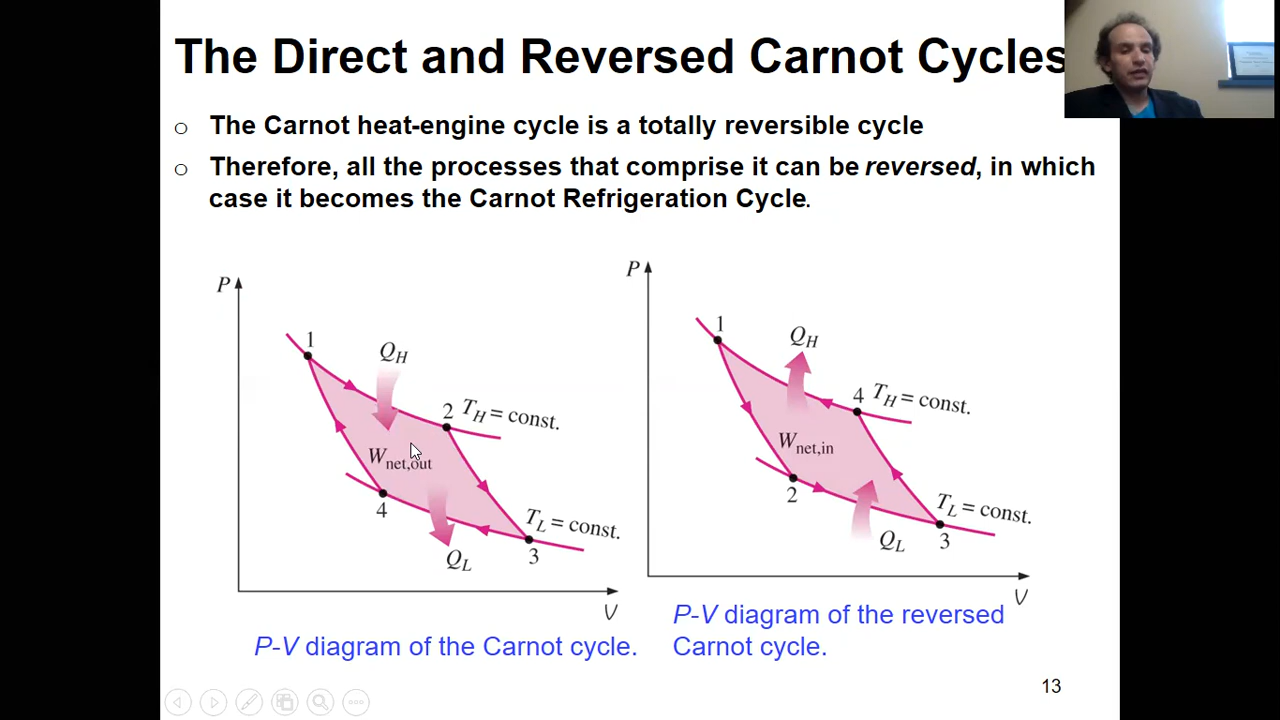 The Direct and Reversed Carnot Cycles
o The Carnot heat-engine cycle is a totally reversible cycle
o Therefore, all the processes that comprise it can be reversed, in which
case it becomes the Carnot Refrigeration Cycle.
P
1
Q_H
2 T_H = const.
W_net,out
4
T_L = const.
Q_L
3
V
P-V diagram of the Carnot cycle.
P
1
Q_H
4 T_H = const.
W_net,in
2
T_L = const.
Q_L
3
V
P-V diagram of the reversed
Carnot cycle.
13